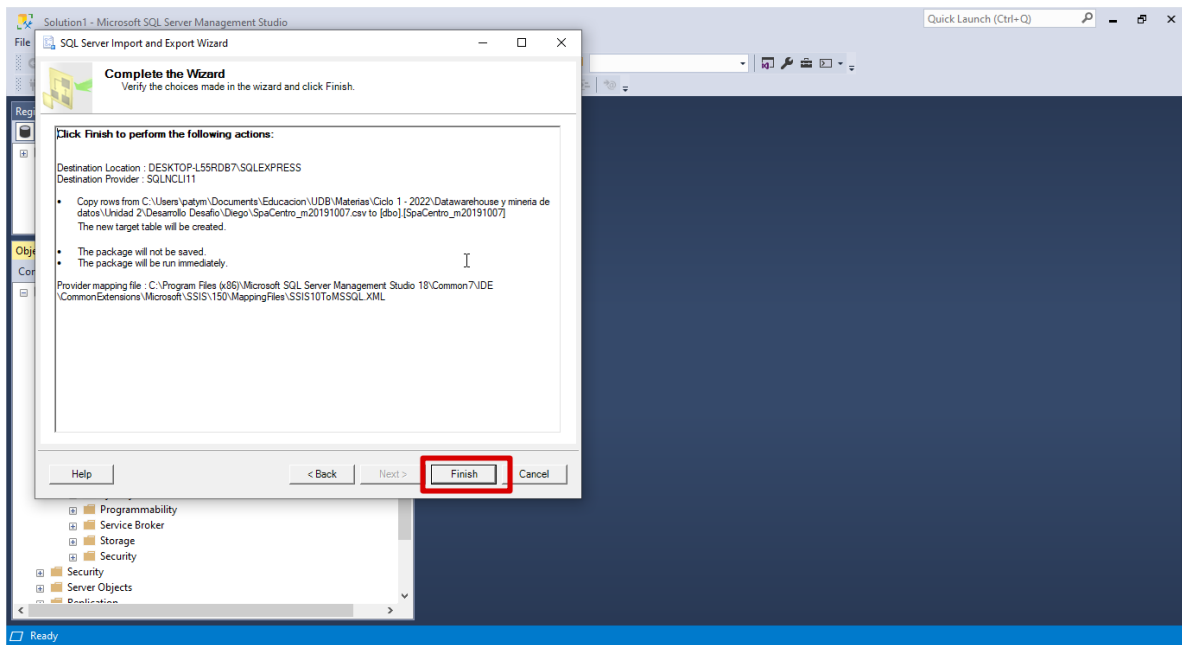 Solution1 - Microsoft SQL Server Management Studio
Quick Launch (Ctrl+Q)
File
SQL Server Import and Export Wizard
Complete the Wizard
Verify the choices made in the wizard and click Finish.
Click Finish to perform the following actions:
Destination Location : DESKTOP-L55RDB7\SQLEXPRESS
Destination Provider : SQLNCLI11
• Copy rows from C:\Users\patym\Documents\Educacion\UDB\Materias\Ciclo 1 - 2022\Datawarehouse y mineria de
datos\Unidad 2\Desarrollo Desafio\Diego\SpaCentro_m20191007.csv to [dbo].[SpaCentro_m20191007]
The new target table will be created.
• The package will not be saved.
• The package will be run immediately.
Provider mapping file : C:\Program Files (x86)\Microsoft SQL Server Management Studio 18\Common7\IDE
\CommonExtensions\Microsoft\SSIS\150\MappingFiles\SSIS10ToMSSQL.XML
Regi
Obje
Cor
Help
< Back
Next >
Finish
Cancel
Programmability
Service Broker
Storage
Security
Security
Server Objects
Replication
Ready